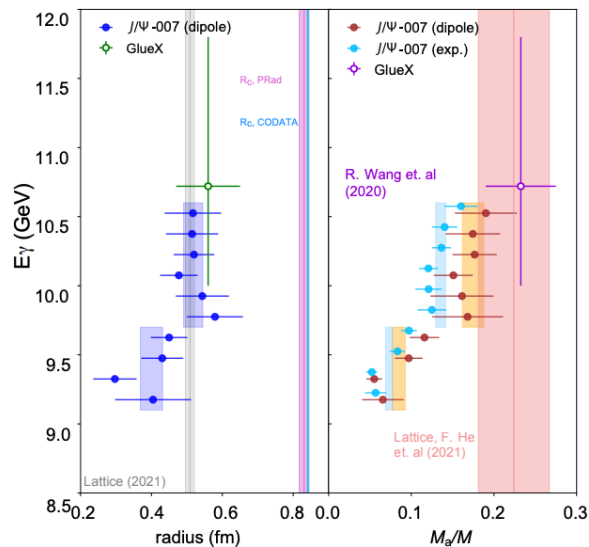 12.0
11.5
11.0
10.5
10.0
9.5
9.0
8.5
Eγ (GeV)
J/Ψ-007 (dipole)
GlueX
R_C, PRad
R_C, CODATA
Lattice (2021)
0.2
0.4
0.6
0.8
radius (fm)
J/Ψ-007 (dipole)
J/Ψ-007 (exp.)
GlueX
R. Wang et. al
(2020)
Lattice, F. He
et. al (2021)
0.0
0.1
0.2
0.3
M_a/M